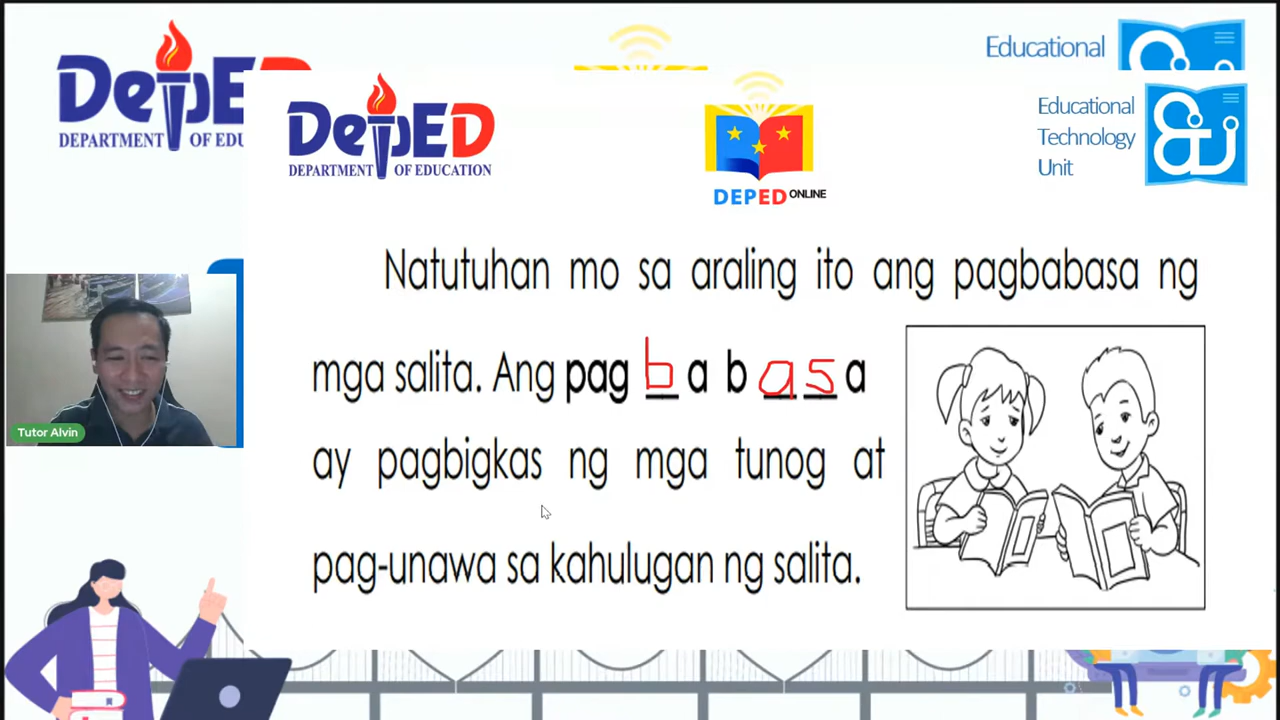 DepED
DEPARTMENT OF EDU
Educational
DepED
DEPARTMENT OF EDUCATION
DEPED ONLINE
Educational
Technology
Unit
Natutuhan mo sa araling ito ang pagbabasa ng
mga salita. Ang pag b a b a s a
ay pagbigkas ng mga tunog at
pag-unawa sa kahulugan ng salita.
Tutor Alvin